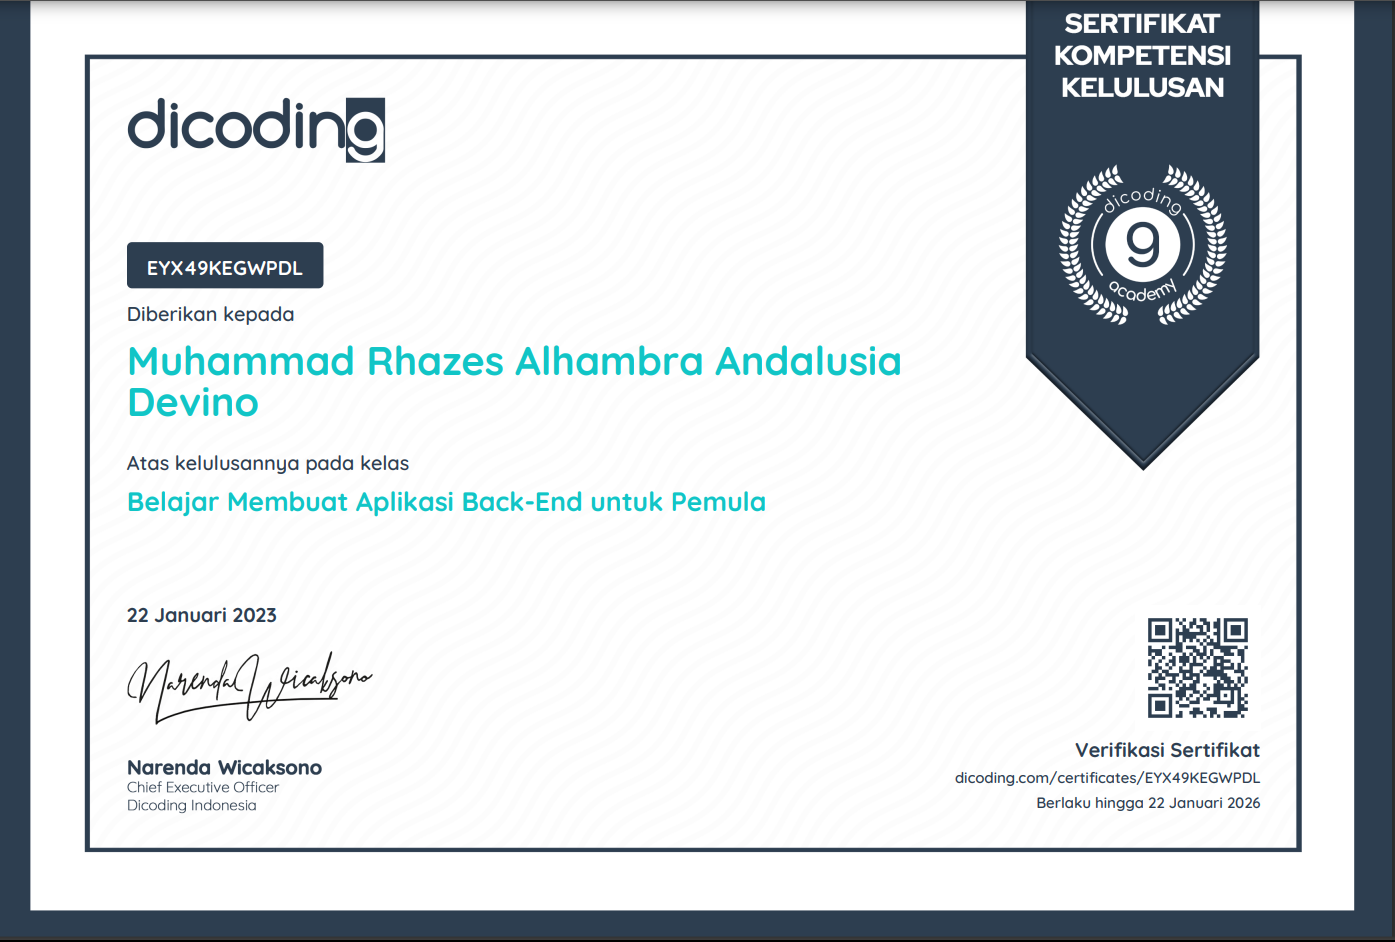 SERTIFIKAT
KOMPETENSI
KELULUSAN
dicoding
dicoding
g
academy
EYX49KEGWPDL
Diberikan kepada
Muhammad Rhazes Alhambra Andalusia
Devino
Atas kelulusannya pada kelas
Belajar Membuat Aplikasi Back-End untuk Pemula
22 Januari 2023
Narenda Wicaksono
Narenda Wicaksono
Chief Executive Officer
Dicoding Indonesia
Verifikasi Sertifikat
dicoding.com/certificates/EYX49KEGWPDL
Berlaku hingga 22 Januari 2026